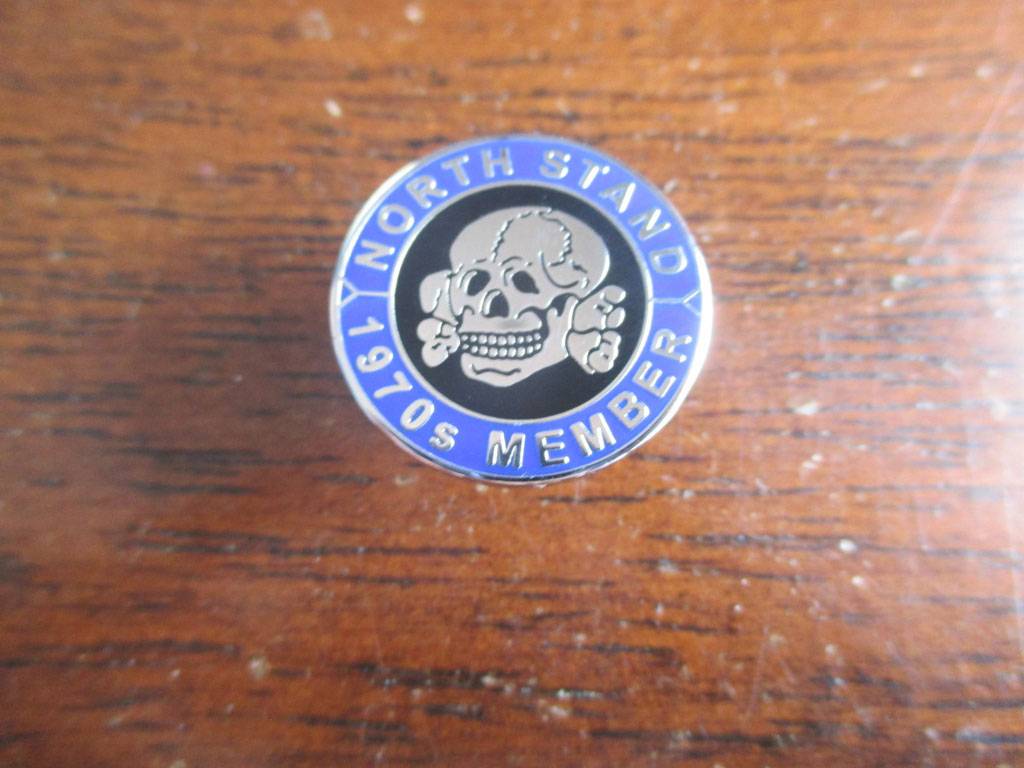 NORTH STAND
1970s MEMBER